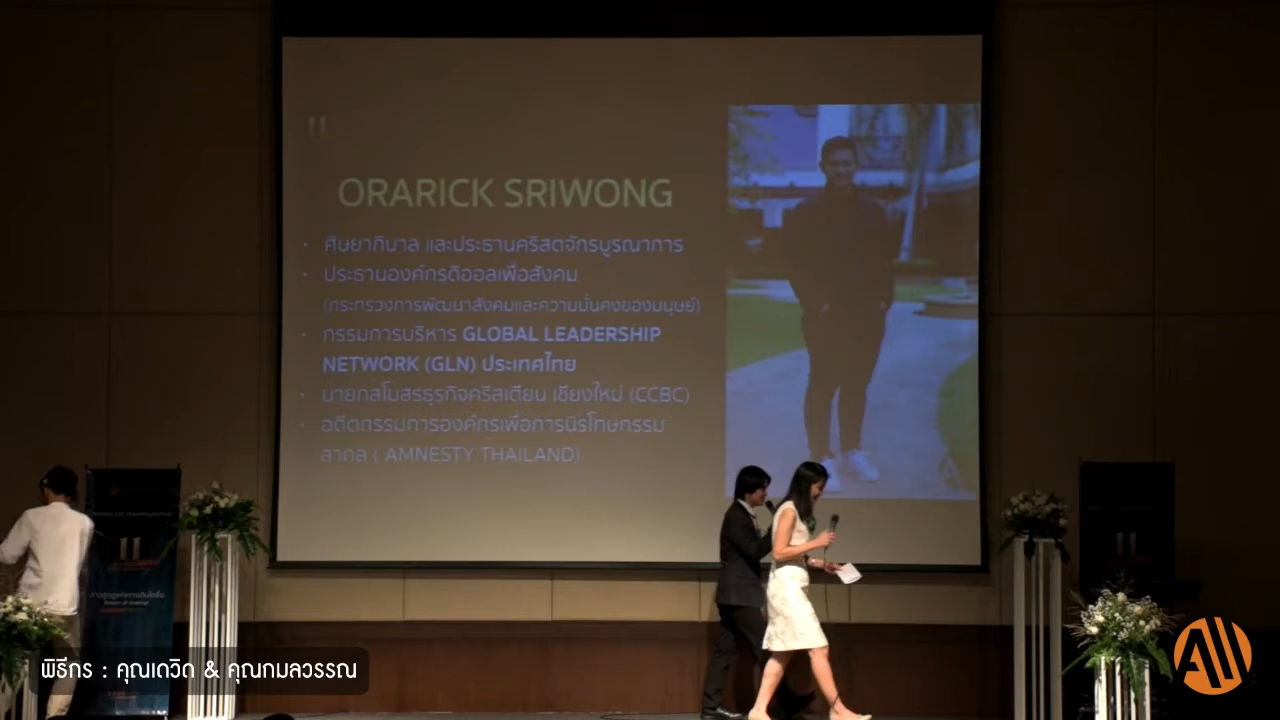 ORARICK SRIWONG
· ศิษยาภิบาล และประธานคริสตจักรบูรณาการ
· ประธานองค์กรดิออลเพื่อสังคม
(กระทรวงการพัฒนาสังคมและความมั่นคงของมนุษย์)
· กรรมการบริหาร GLOBAL LEADERSHIP
NETWORK (GLN) ประเทศไทย
· นายกสโมสรธุรกิจคริสเตียน เชียงใหม่ (CCBC)
· อดีตกรรมการองค์กรเพื่อการนิรโทษกรรม
สากล ( AMNESTY THAILAND)
พิธีกร : คุณเดวิด & คุณกมลวรรณ
All